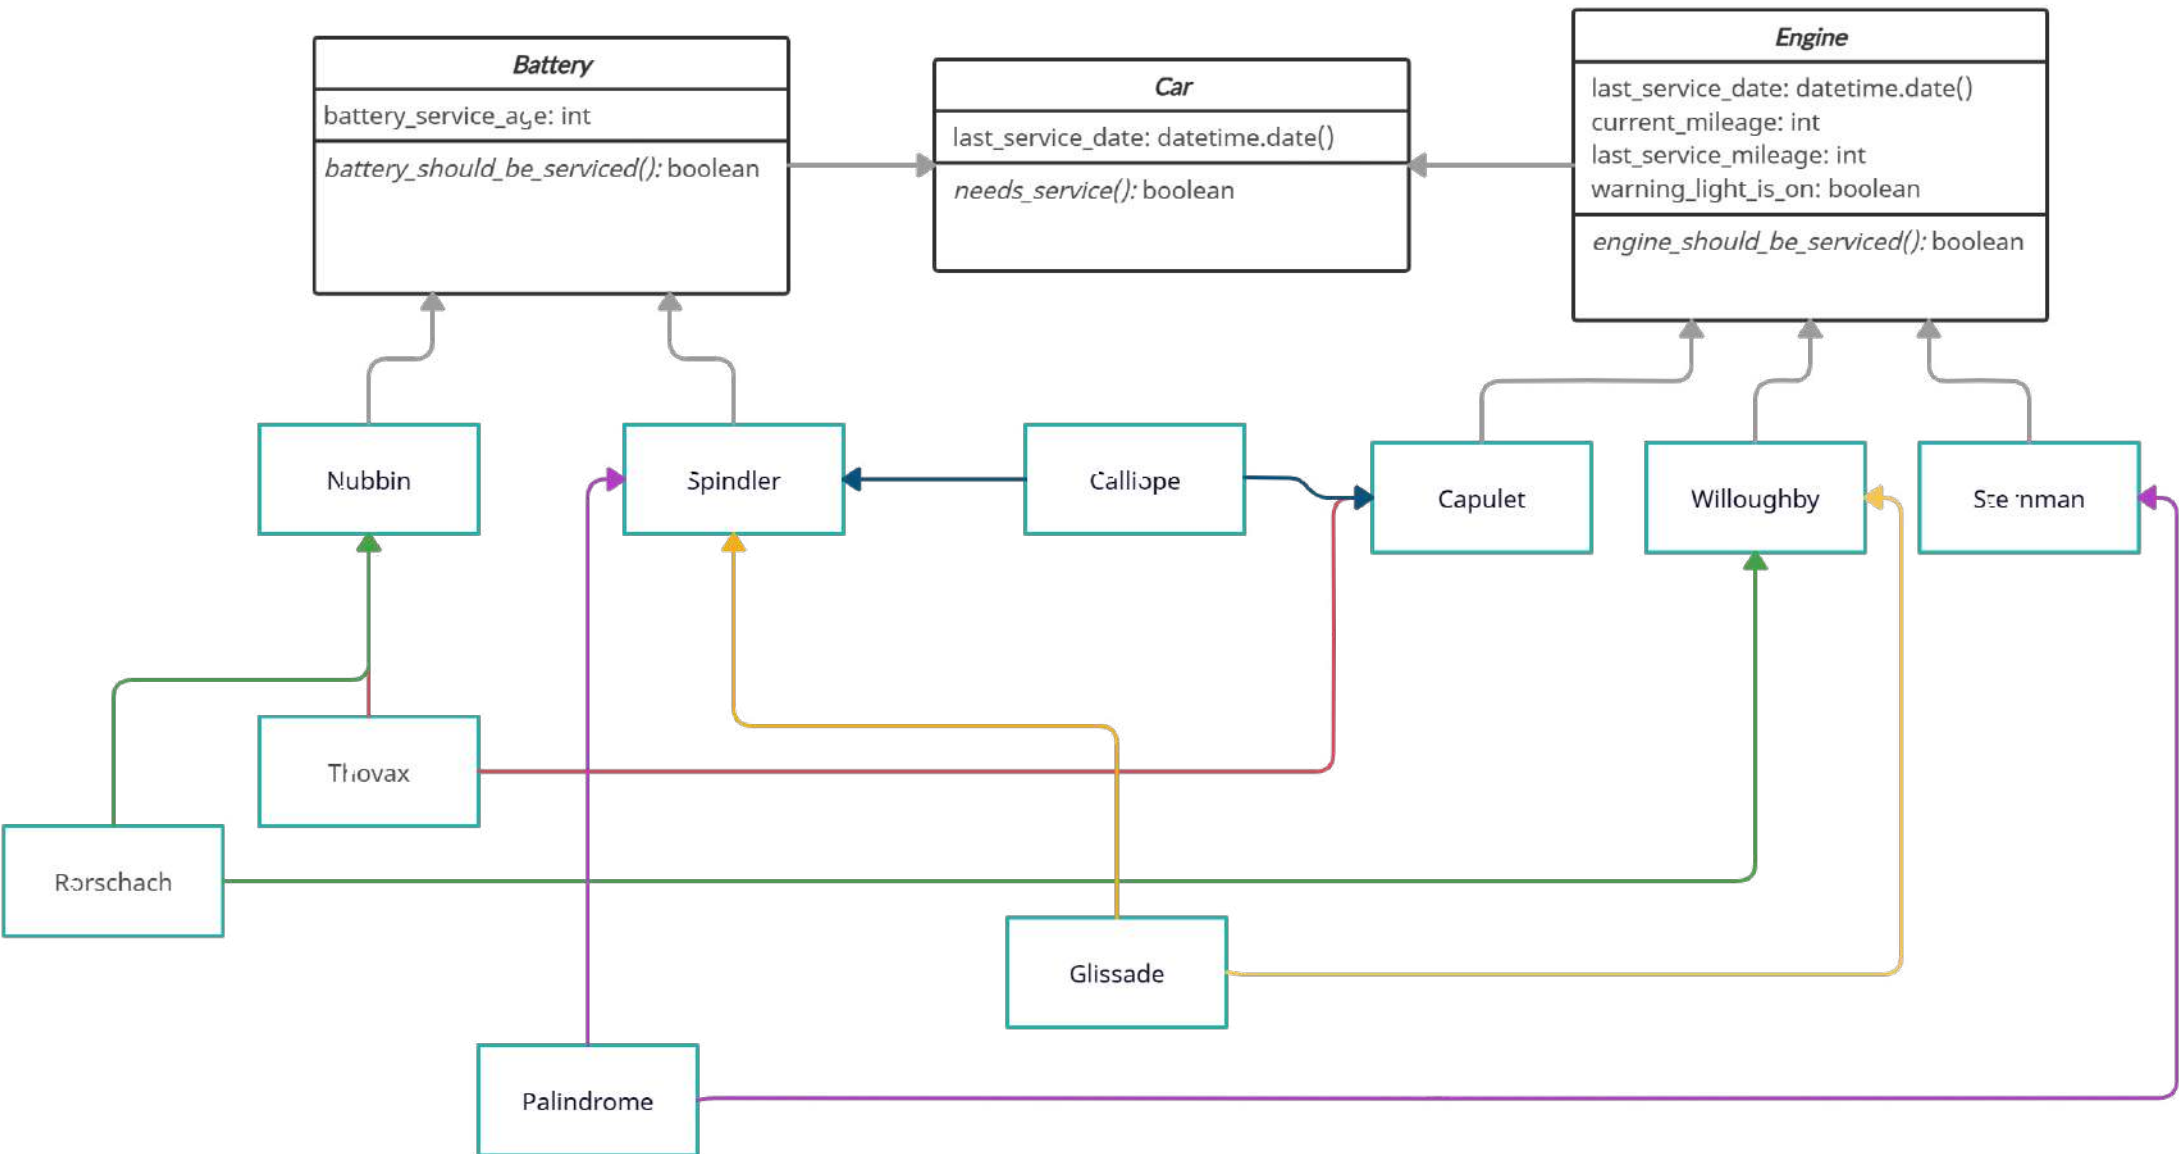 Battery
battery_service_age: int
battery_should_be_serviced(): boolean
Car
last_service_date: datetime.date()
needs_service(): boolean
Engine
last_service_date: datetime.date()
current_mileage: int
last_service_mileage: int
warning_light_is_on: boolean
engine_should_be_serviced(): boolean
Nubbin
Spindler
Calliope
Capulet
Willoughby
Sternman
Thovax
Rorschach
Glissade
Palindrome